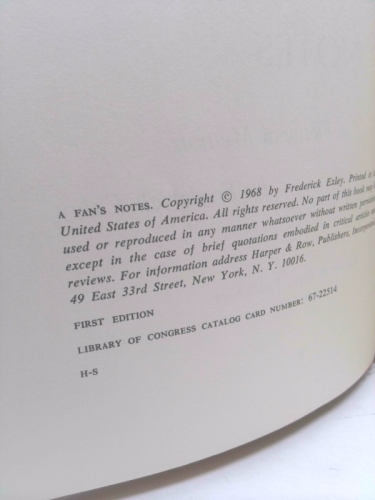 A FAN'S NOTES. Copyright © 1968 by Frederick Exley. Printed in
United States of America. All rights reserved. No part of this book may
used or reproduced in any manner whatsoever without written permission
except in the case of brief quotations embodied in critical articles
reviews. For information address Harper & Row, Publishers, Incorporated
49 East 33rd Street, New York, N. Y. 10016.
FIRST EDITION
LIBRARY OF CONGRESS CATALOG CARD NUMBER: 67-22514
H-S